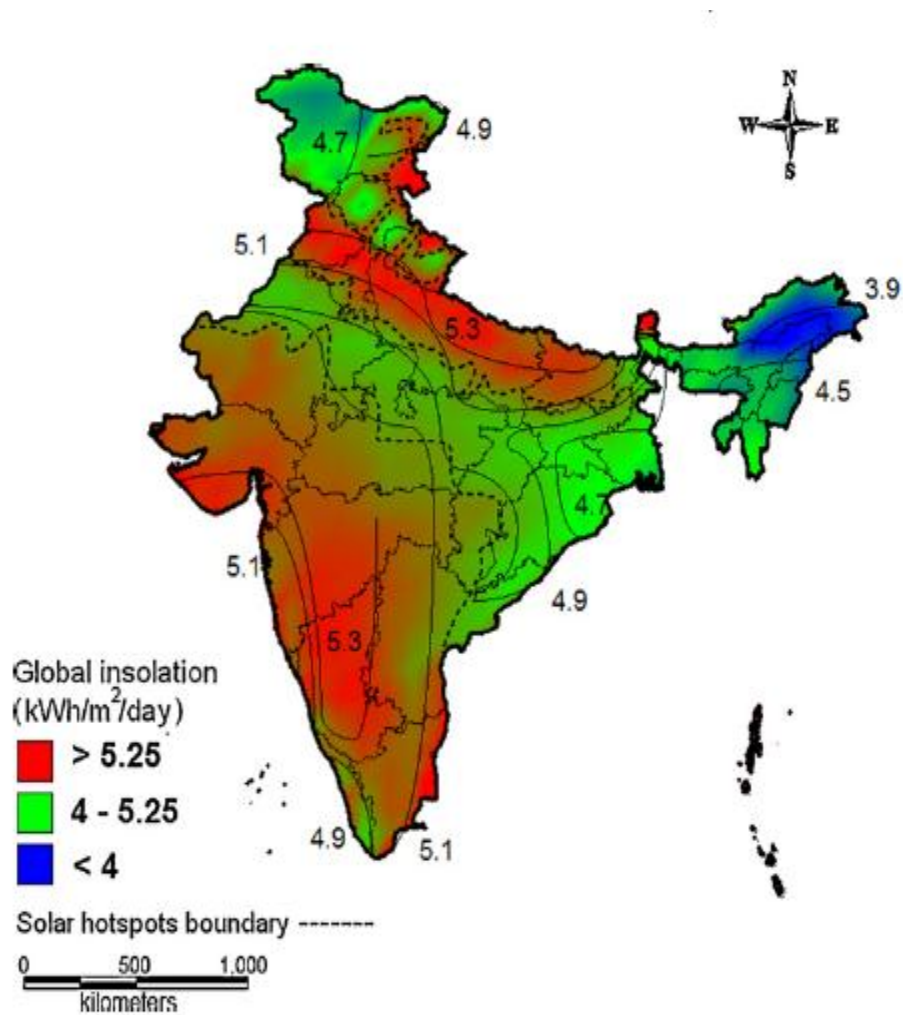 N
W E
S
4.7
4.9
5.1
5.3
3.9
4.5
4.7
5.1
4.9
5.3
4.9
5.1
Global insolation
(kWh/m²/day)
> 5.25
4 - 5.25
< 4
Solar hotspots boundary
0 500 1,000
kilometers